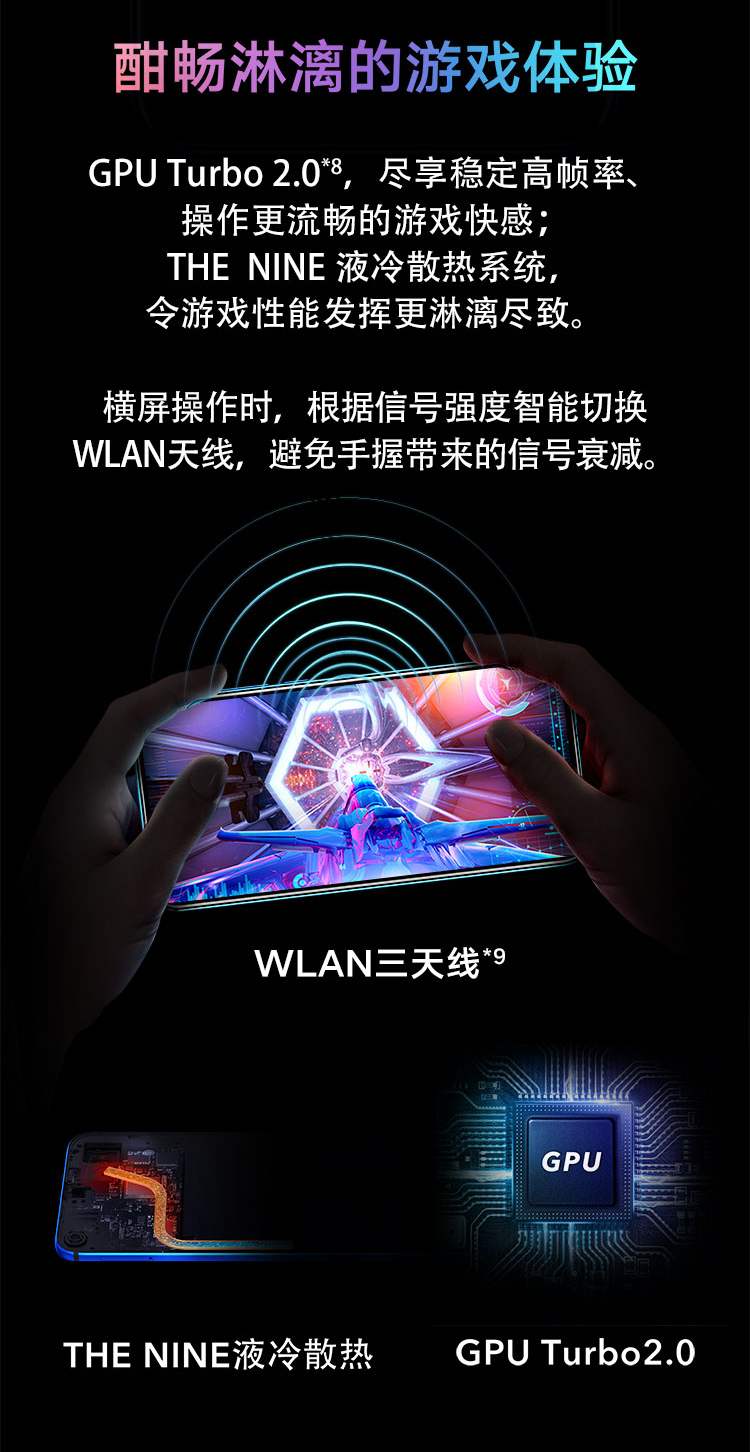 酣畅淋漓的游戏体验
GPU Turbo 2.0*8，尽享稳定高帧率、
操作更流畅的游戏快感；
THE NINE 液冷散热系统，
令游戏性能发挥更淋漓尽致。
横屏操作时，根据信号强度智能切换
WLAN天线，避免手握带来的信号衰减。
WLAN三天线*9
GPU
THE NINE液冷散热
GPU Turbo2.0